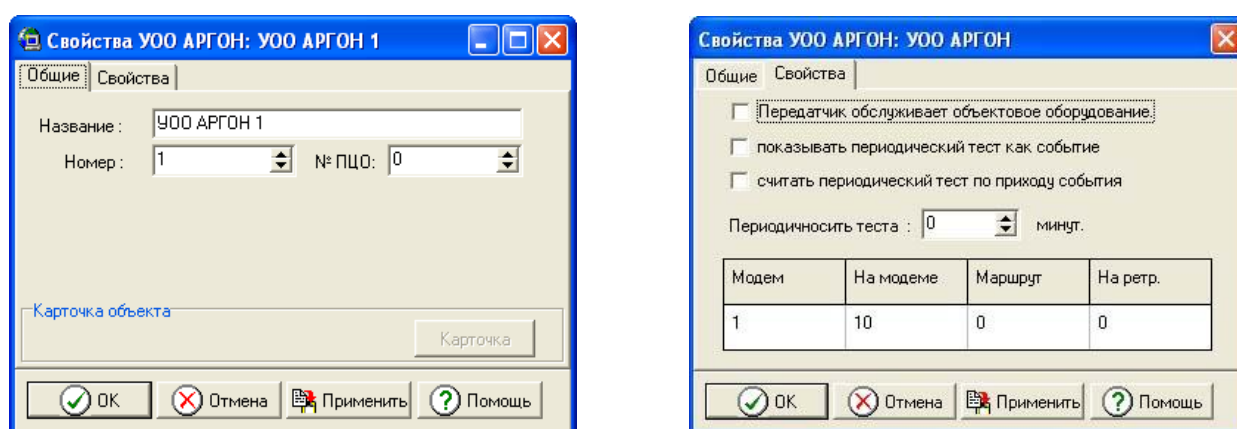 Свойства УОО АРГОН: УОО АРГОН 1
Общие Свойства
Название : УОО АРГОН 1
Номер : 1 № ПЦО: 0
Карточка объекта
Карточка
OK Отмена Применить Помощь
Свойства УОО АРГОН: УОО АРГОН
Общие Свойства
Передатчик обслуживает объектовое оборудование.
показывать периодический тест как событие
считать периодический тест по приходу события
Периодичносить теста : 0 минут.
Модем На модеме Маршрут На ретр.
1 10 0 0
OK Отмена Применить Помощь